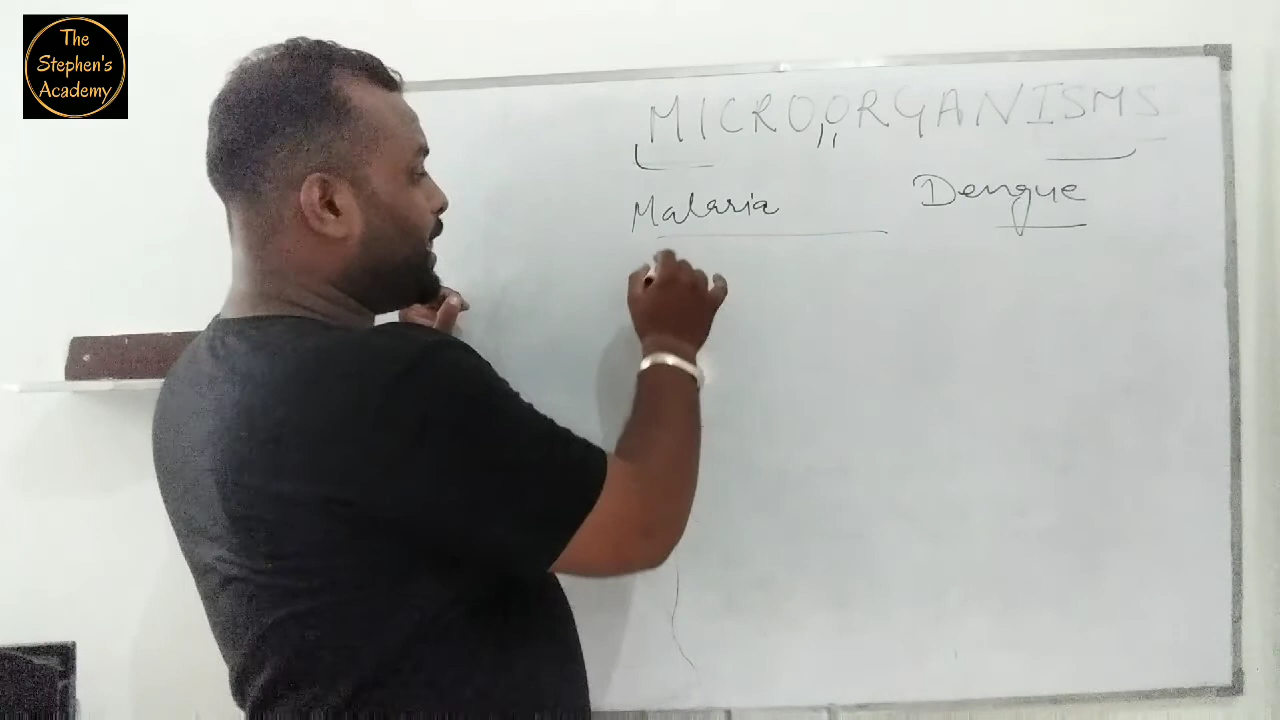 The
Stephen's
Academy
MICROORGANISMS
Malaria Dengue